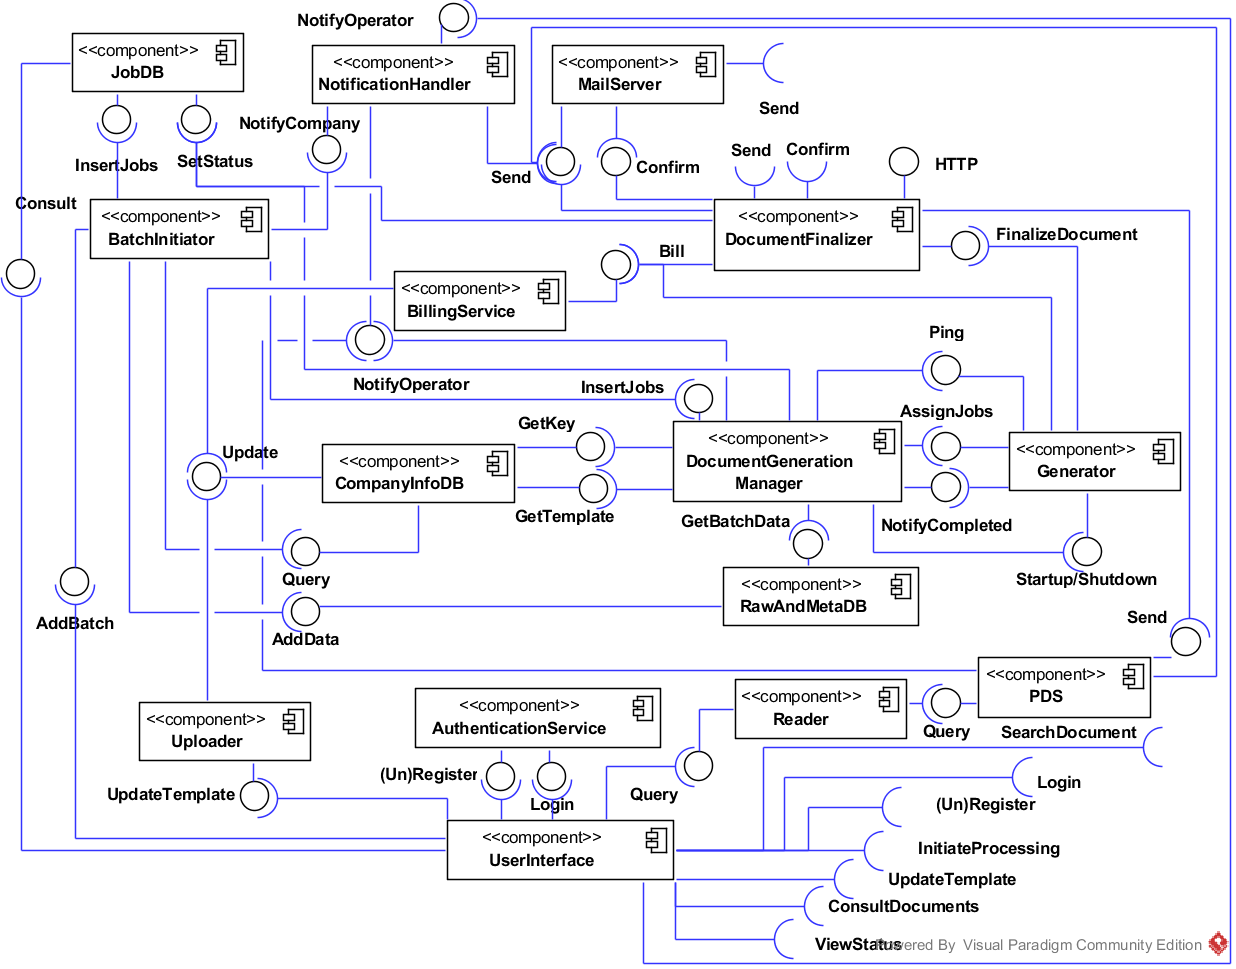 NotifyOperator
<<component>>
JobDB
<<component>>
NotificationHandler
<<component>>
MailServer
Send
NotifyCompany
InsertJobs
SetStatus
Send
Confirm
Send
Confirm
HTTP
Consult
<<component>>
BatchInitiator
<<component>>
DocumentFinalizer
FinalizeDocument
Bill
<<component>>
BillingService
Ping
NotifyOperator
InsertJobs
AssignJobs
GetKey
<<component>>
DocumentGeneration
Manager
<<component>>
Generator
Update
<<component>>
CompanyInfoDB
GetTemplate
GetBatchData
NotifyCompleted
Query
Startup/Shutdown
<<component>>
RawAndMetaDB
AddBatch
AddData
Send
<<component>>
PDS
<<component>>
Uploader
<<component>>
AuthenticationService
<<component>>
Reader
Query
SearchDocument
(Un)Register
Login
UpdateTemplate
Query
Login
(Un)Register
<<component>>
UserInterface
InitiateProcessing
UpdateTemplate
ConsultDocuments
ViewStatus
Powered By Visual Paradigm Community Edition